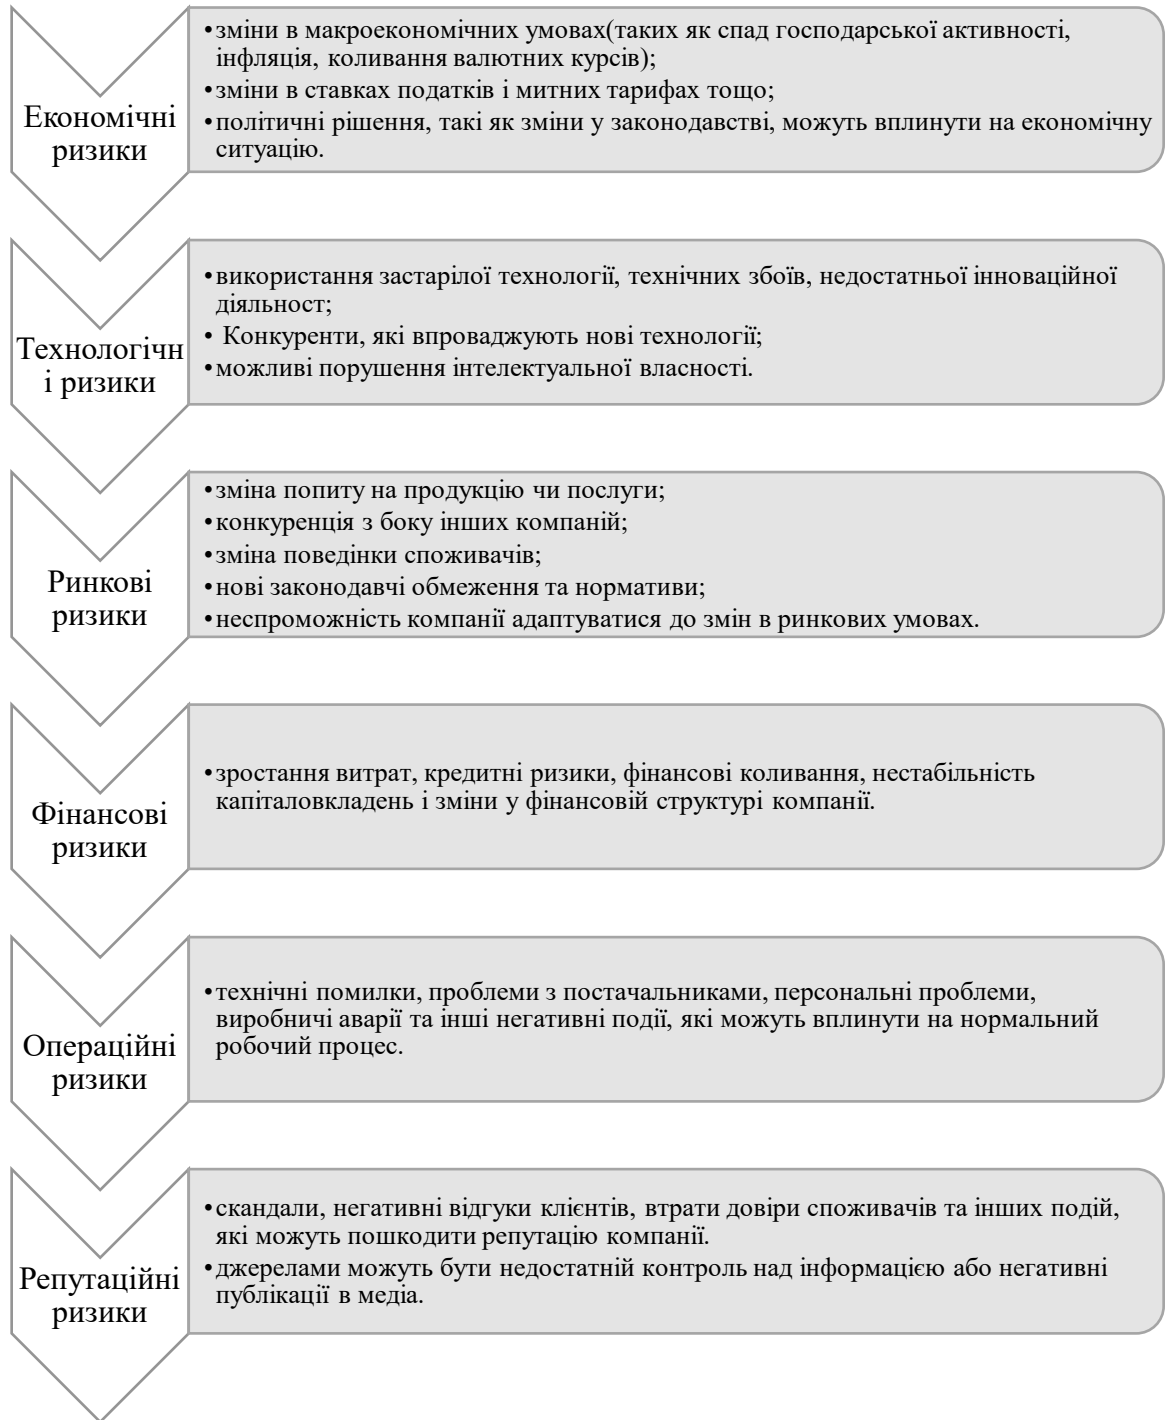 Економічні
ризики
•зміни в макроекономічних умовах(таких як спад господарської активності,
інфляція, коливання валютних курсів);
•зміни в ставках податків і митних тарифах тощо;
•політичні рішення, такі як зміни у законодавстві, можуть вплинути на економічну
ситуацію.
Технологічн
і ризики
•використання застарілої технології, технічних збоїв, недостатньої інноваційної
діяльност;
• Конкуренти, які впроваджують нові технології;
•можливі порушення інтелектуальної власності.
Ринкові
ризики
•зміна попиту на продукцію чи послуги;
•конкуренція з боку інших компаній;
•зміна поведінки споживачів;
•нові законодавчі обмеження та нормативи;
•неспроможність компанії адаптуватися до змін в ринкових умовах.
Фінансові
ризики
•зростання витрат, кредитні ризики, фінансові коливання, нестабільність
капіталовкладень і зміни у фінансовій структурі компанії.
Операційні
ризики
•технічні помилки, проблеми з постачальниками, персональні проблеми,
виробничі аварії та інші негативні події, які можуть вплинути на нормальний
робочий процес.
Репутаційні
ризики
•скандали, негативні відгуки клієнтів, втрати довіри споживачів та інших подій,
які можуть пошкодити репутацію компанії.
•джерелами можуть бути недостатній контроль над інформацією або негативні
публікації в медіа.